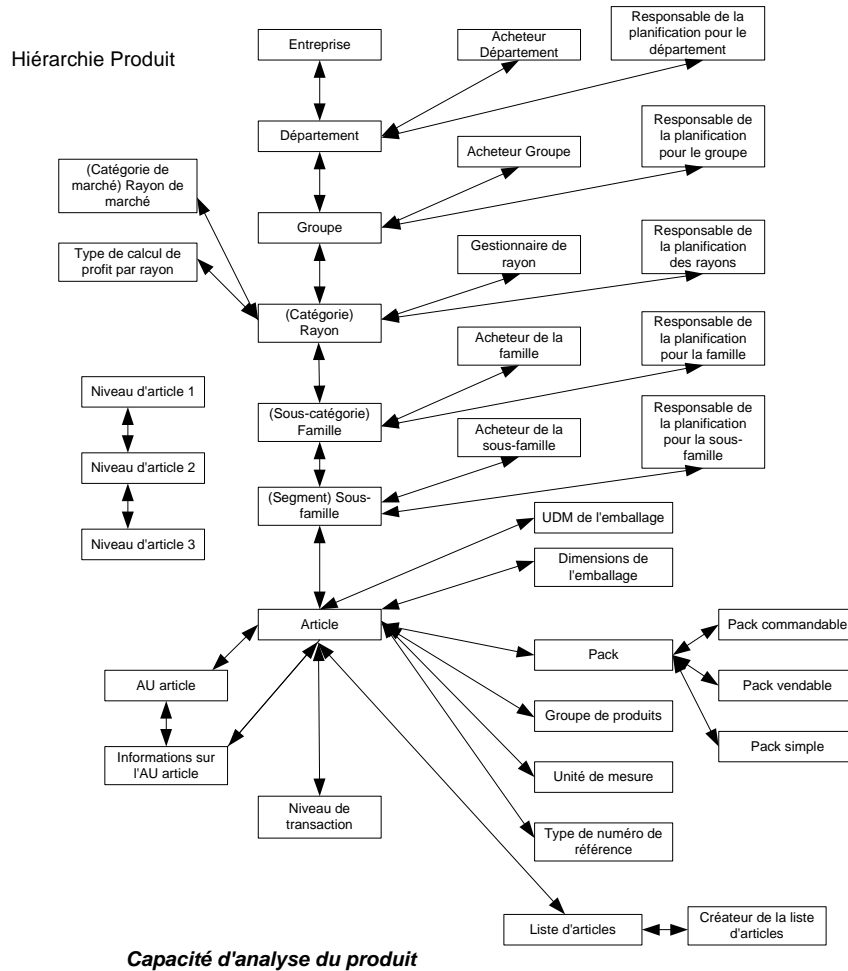 Hiérarchie Produit
Entreprise
Acheteur
Département
Responsable de la
planification pour le
département
Département
Responsable de
la planification
pour le groupe
Acheteur Groupe
(Catégorie de
marché) Rayon de
marché
Groupe
Type de calcul de
profit par rayon
Gestionnaire de
rayon
Responsable de
la planification
des rayons
(Catégorie)
Rayon
Acheteur de la
famille
Responsable de
la planification
pour la famille
Niveau d'article 1
(Sous-catégorie)
Famille
Acheteur de la
sous-famille
Responsable de
la planification
pour la sous-
famille
Niveau d'article 2
(Segment) Sous-
famille
Niveau d'article 3
UDM de l'emballage
Dimensions de
l'emballage
Article
Pack commandable
Pack
AU article
Pack vendable
Groupe de produits
Informations sur
l'AU article
Pack simple
Unité de mesure
Niveau de
transaction
Type de numéro de
référence
Liste d'articles
Créateur de la liste
d'articles
Capacité d'analyse du produit